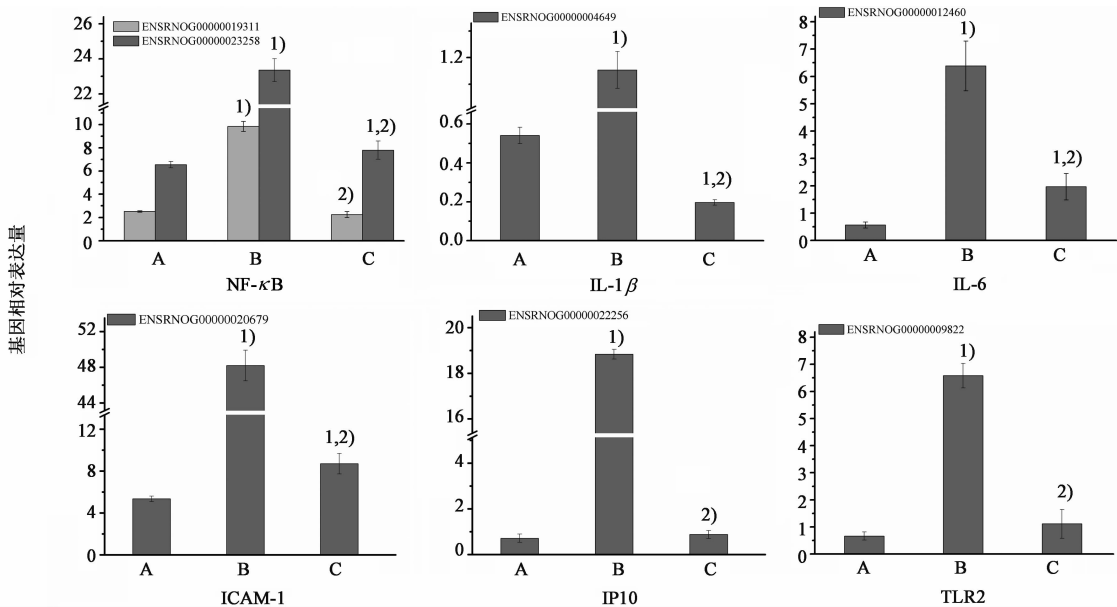 基因相对表达量
ENSRNOG00000019311
ENSRNOG00000023258
26
24
22
10
8
6
4
2
0
1)
1)
2)
1,2)
A B C
NF-κB
ENSRNOG00000004649
1.2
0.6
0.4
0.2
0.0
1)
1,2)
A B C
IL-1β
ENSRNOG00000012460
8
7
6
5
4
3
2
1
0
1)
1,2)
A B C
IL-6
ENSRNOG00000020679
52
48
44
12
8
4
0
1)
1,2)
A B C
ICAM-1
ENSRNOG00000022256
20
18
16
4
2
0
1)
2)
A B C
IP10
ENSRNOG00000009822
8
7
6
5
4
3
2
1
0
1)
2)
A B C
TLR2